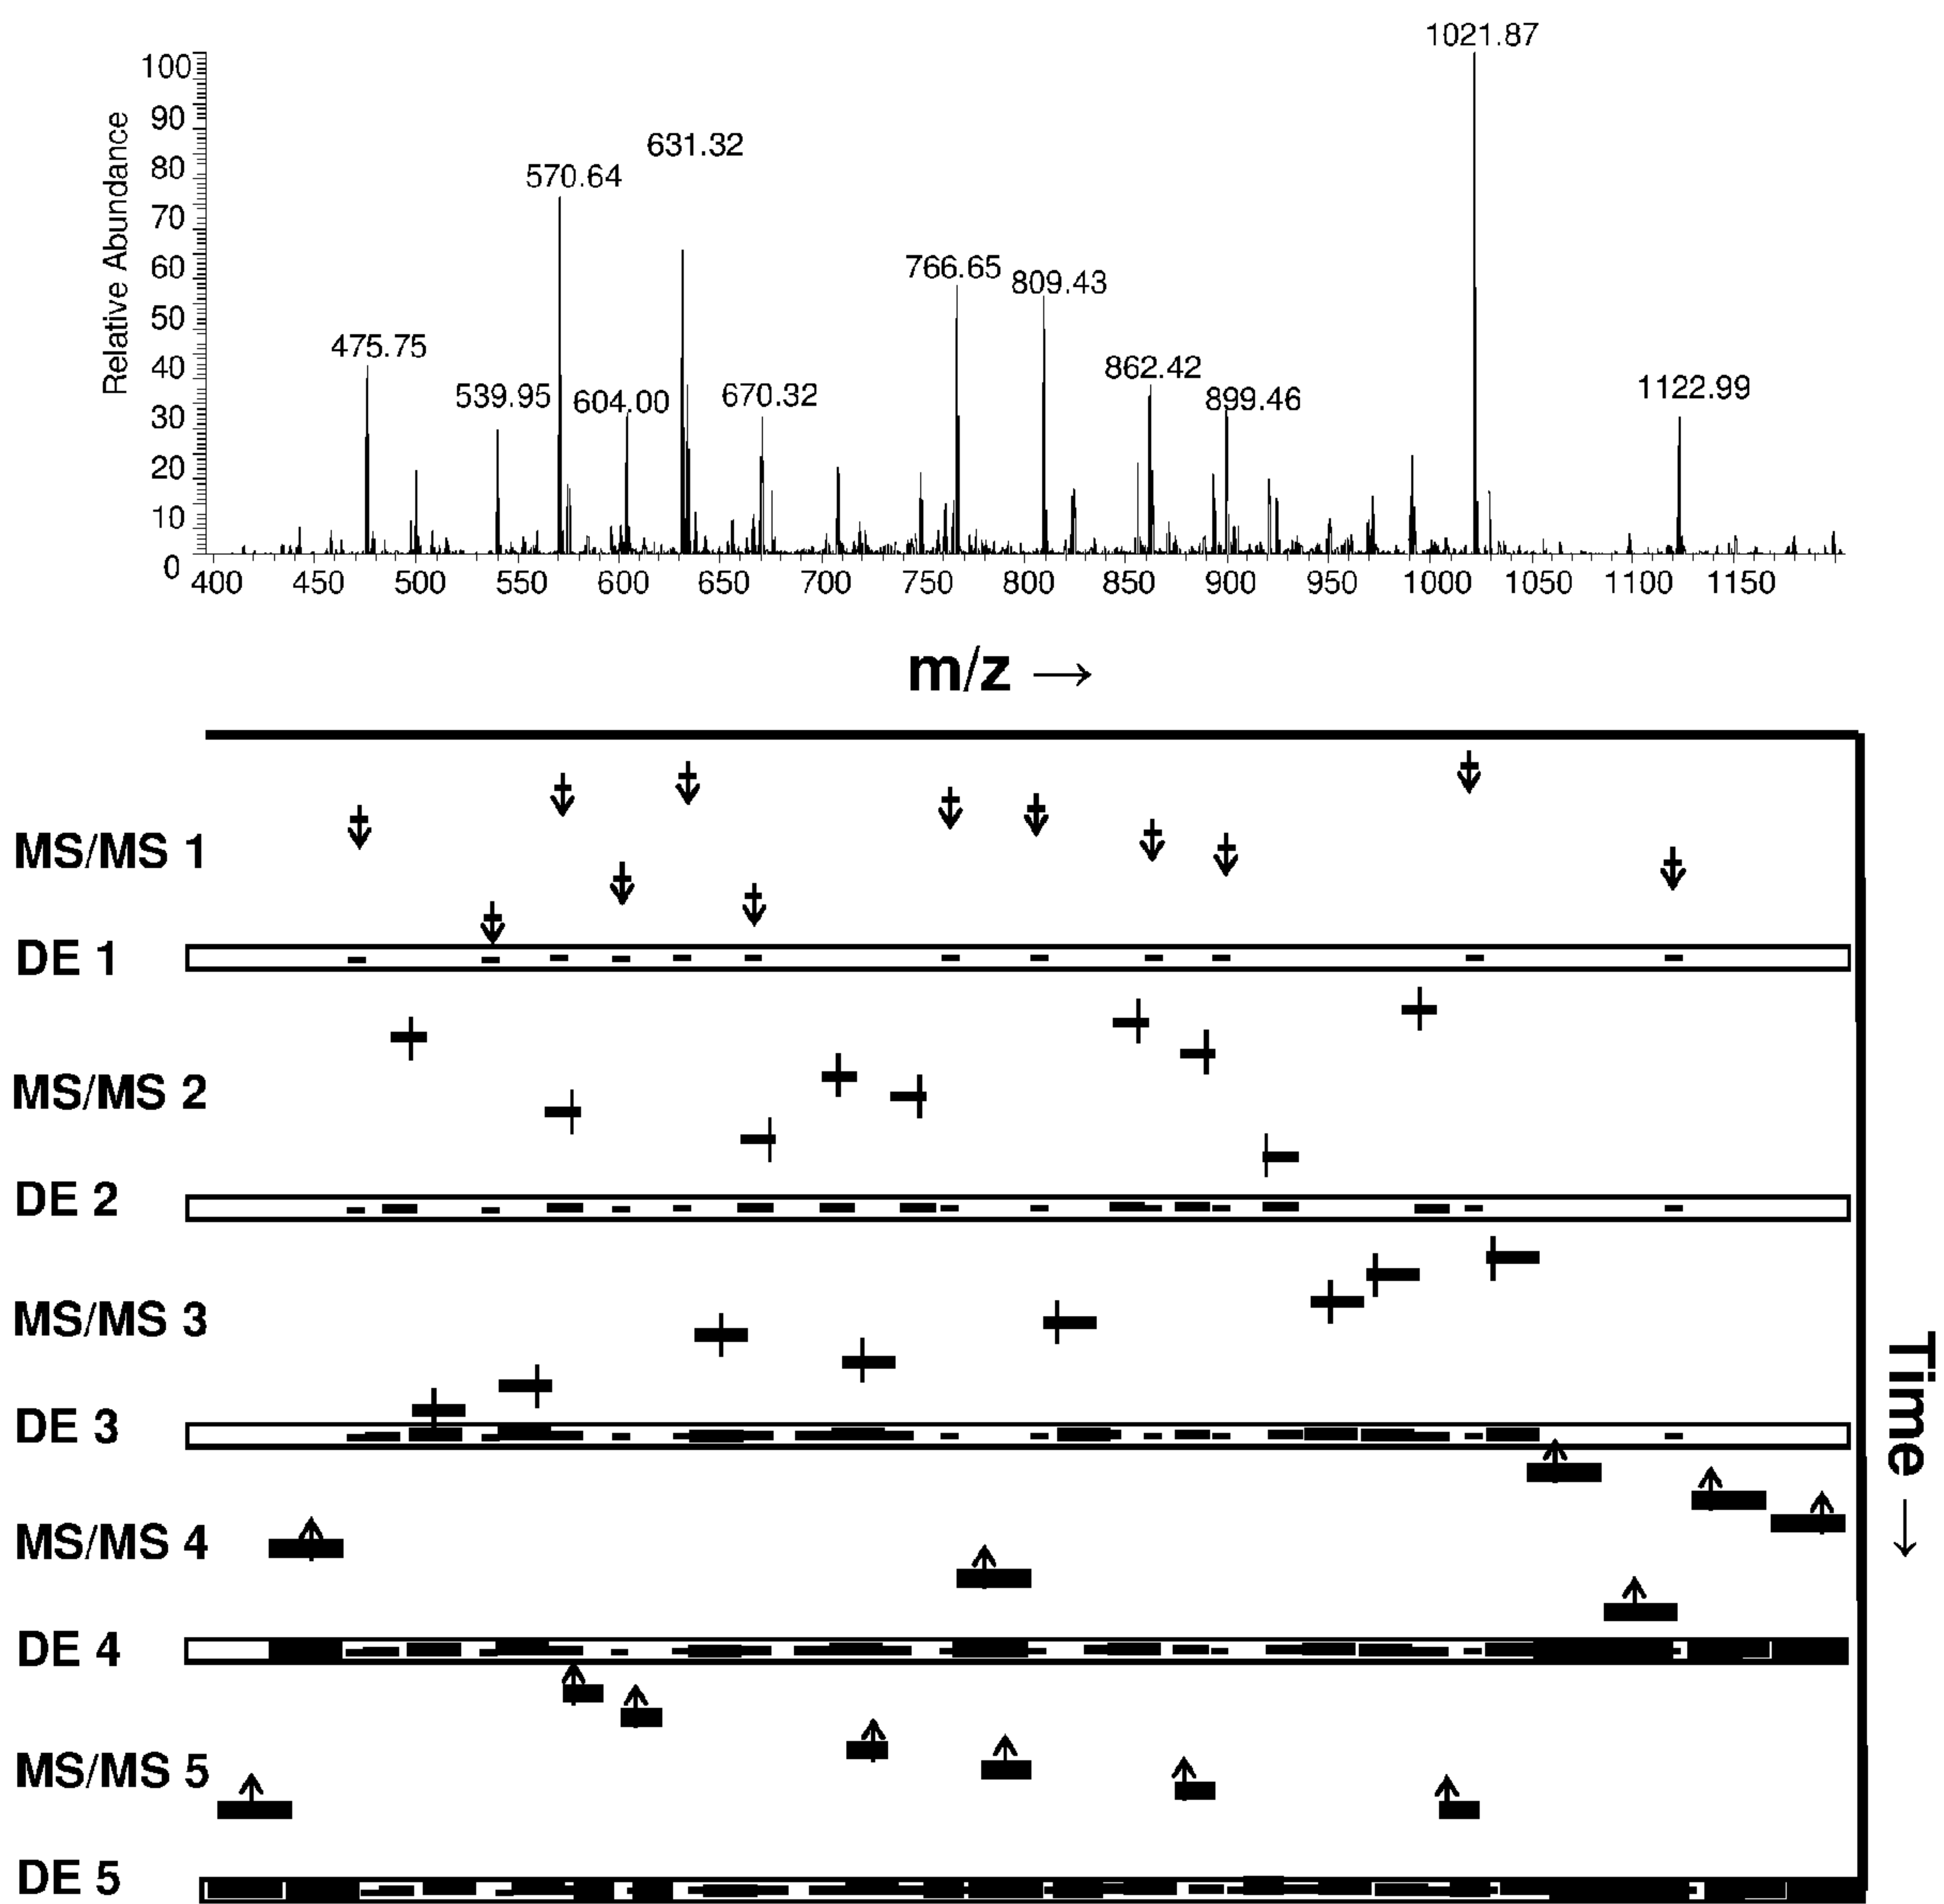 1021.87
631.32
570.64
766.65
809.43
475.75
862.42
539.95
604.00
670.32
899.46
1122.99
Relative Abundance
100
90
80
70
60
50
40
30
20
10
0
400 450 500 550 600 650 700 750 800 850 900 950 1000 1050 1100 1150
m/z →
MS/MS 1
DE 1
MS/MS 2
DE 2
MS/MS 3
DE 3
MS/MS 4
DE 4
MS/MS 5
DE 5
Time →